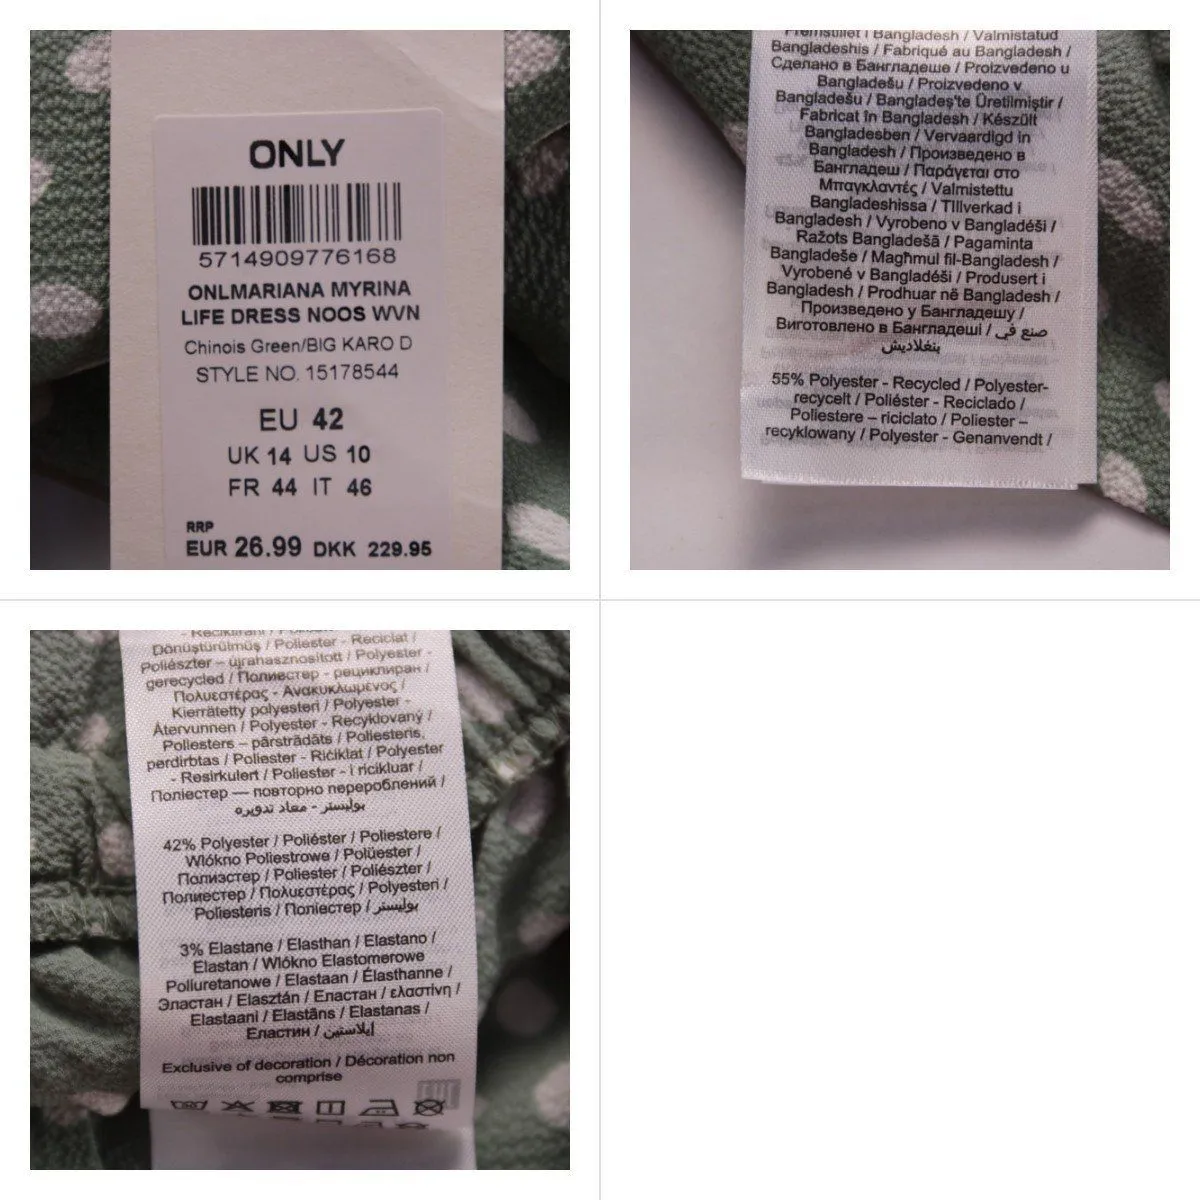 ONLY
5714909776168
ONLMARIANA MYRINA
LIFE DRESS NOOS WVN
Chinois Green/BIG KARO D
STYLE NO. 15178544
EU 42
UK 14 US 10
FR 44 IT 46
RRP
EUR 26.99 DKK 229.95
Fremstillet i Bangladesh / Valmistatud
Bangladeshis / Fabriqué au Bangladesh /
Сделано в Бангладеше / Proizvedeno u
Bangladešu / Proizvedeno v
Bangladešu / Bangladeş'te Üretilmiştir /
Fabricat în Bangladesh / Készült
Bangladesben / Vervaardigd in
Bangladesh / Произведено в
Бангладеш / Παράγεται στο
Μπαγκλαντές / Valmistettu
Bangladeshissa / TIllverkad i
Bangladesh / Vyrobeno v Bangladéši /
Ražots Bangladešā / Pagaminta
Bangladeše / Magħmul fil-Bangladesh /
Vyrobené v Bangladéši / Produsert i
Bangladesh / Prodhuar në Bangladesh /
Произведено у Бангладешу /
Виготовлено в Бангладеші / صنع في
بنغلاديش
55% Polyester - Recycled / Polyester-
recycelt / Poliéster - Reciclado /
Poliestere – riciclato / Poliester –
recyklowany / Polyester - Genanvendt /
Dönüştürülmüş / Poliester - Reciclat /
Poliészter – újrahasznosított / Polyester -
gerecycled / Полиестер - рециклиран /
Πολυεστέρας - Ανακυκλωμένος /
Kierrätetty polyesteri / Polyester -
Återvunnen / Polyester - Recyklovaný /
Poliesters – pārstrādāts / Poliesteris,
perdirbtas / Poliester - Riċiklat / Polyester
- Resirkulert / Poliester - i ricikluar /
Поліестер — повторно перероблений /
بوليستر - معاد تدويره
42% Polyester / Poliéster / Poliestere /
Wlókno Poliestrowe / Polüester /
Полиэстер / Poliester / Poliészter /
Полиестер / Πολυεστέρας / Polyesteri /
Poliesteris / Поліестер / بوليستر
3% Elastane / Elasthan / Elastano /
Elastan / Wlókno Elastomerowe
Poliuretanowe / Elastaan / Élasthanne /
Эластан / Elasztán / Еластан / ελαστίνη /
Elastaani / Elastāns / Elastanas /
Еластин / إيلاستين
Exclusive of decoration / Décoration non
comprise